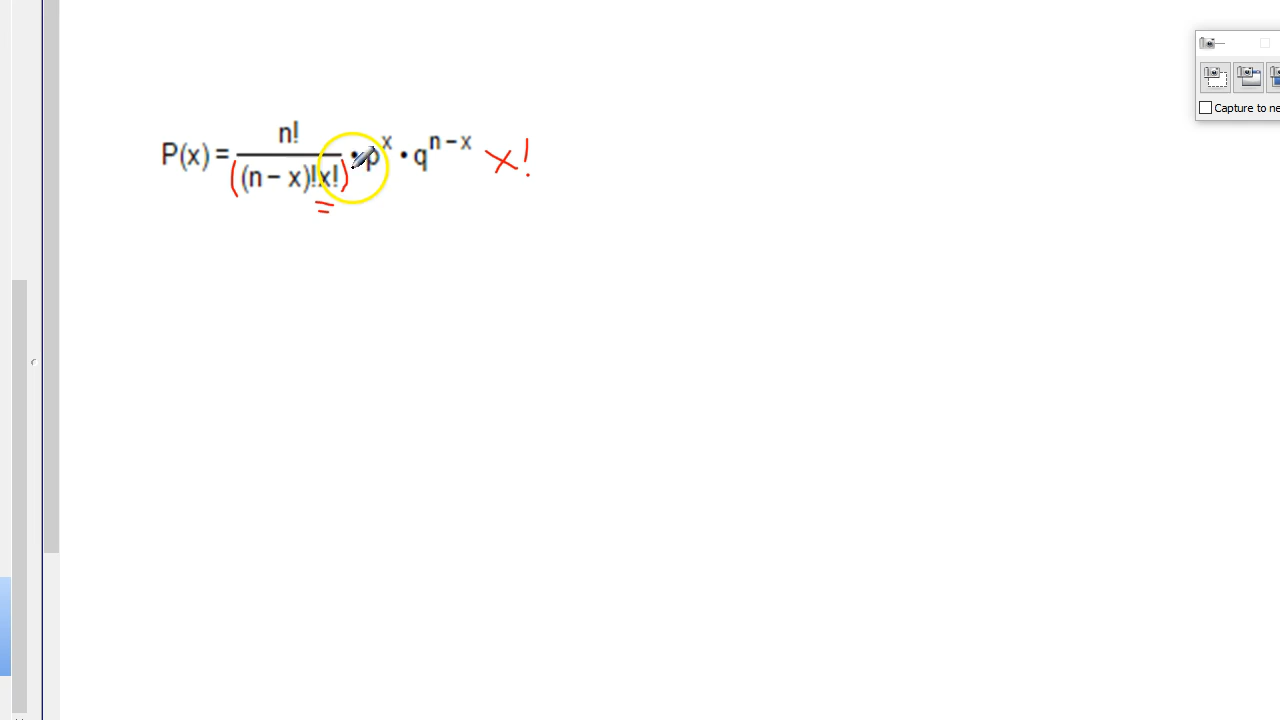 P(x) = n! / ((n − x)!x!) • p^x • q^(n − x) x!
Capture to ne